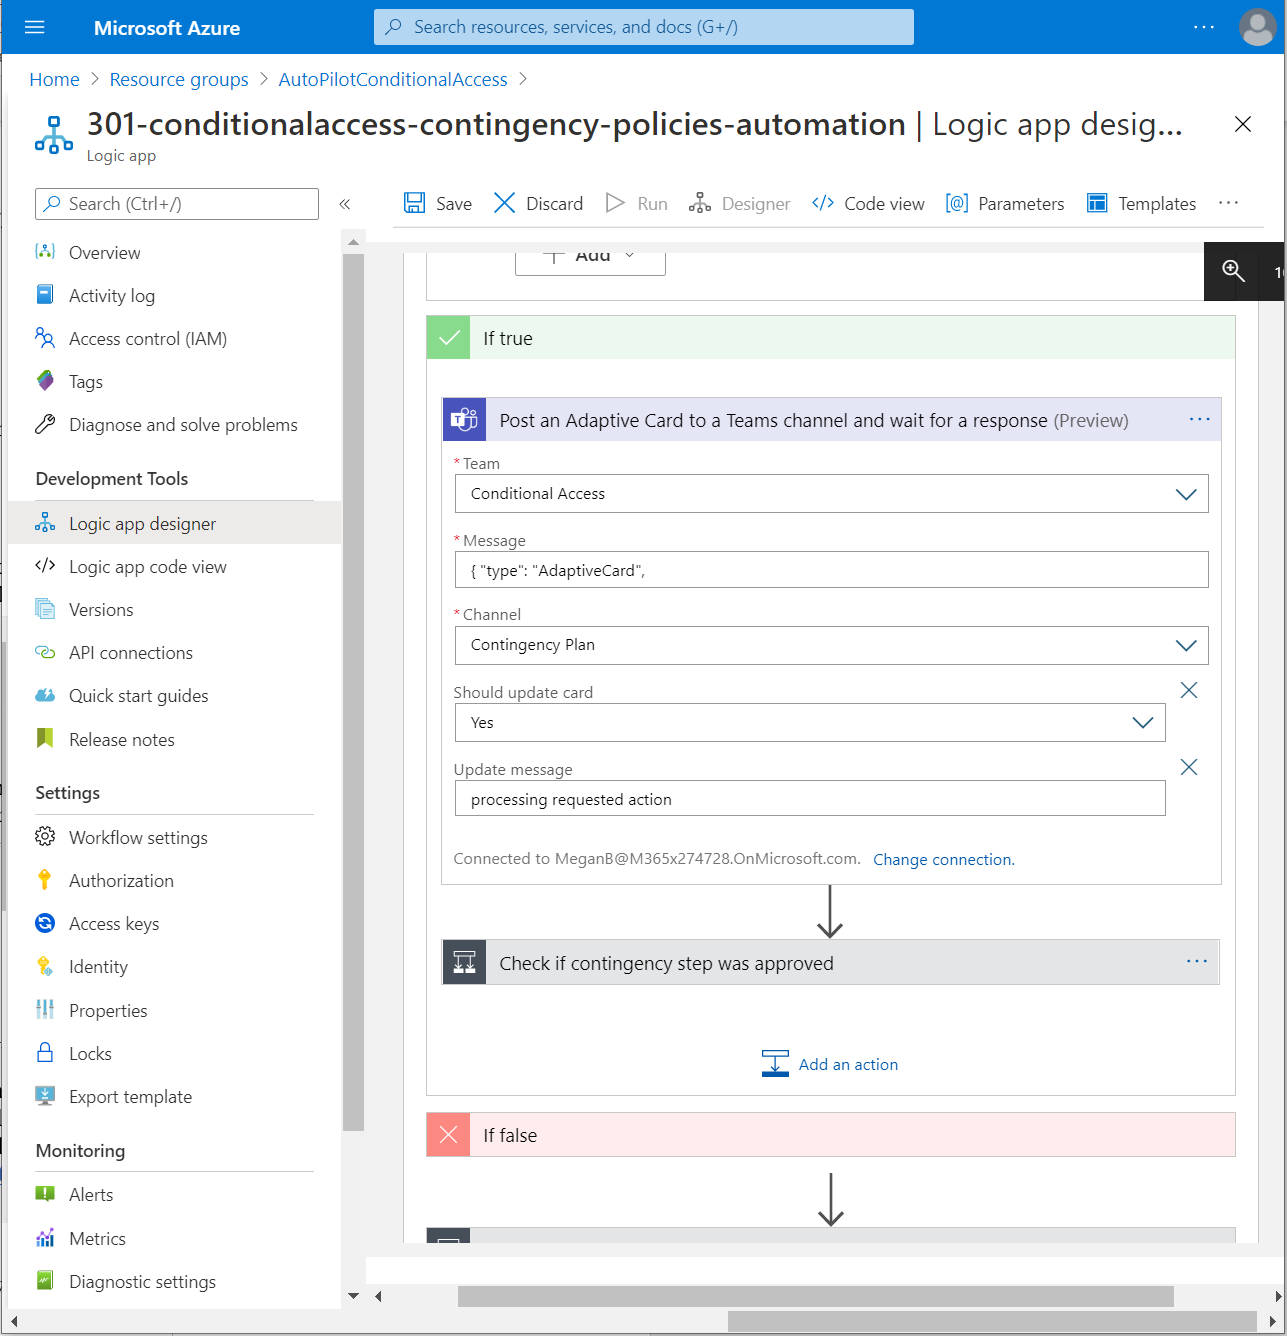 Microsoft Azure
Search resources, services, and docs (G+/)
Home > Resource groups > AutoPilotConditionalAccess >
301-conditionalaccess-contingency-policies-automation | Logic app desig...
Logic app
Search (Ctrl+/)
«
Save
Discard
Run
Designer
Code view
Parameters
Templates
Overview
Activity log
Access control (IAM)
Tags
Diagnose and solve problems
Development Tools
Logic app designer
Logic app code view
Versions
API connections
Quick start guides
Release notes
Settings
Workflow settings
Authorization
Access keys
Identity
Properties
Locks
Export template
Monitoring
Alerts
Metrics
Diagnostic settings
Add
If true
Post an Adaptive Card to a Teams channel and wait for a response (Preview)
* Team
Conditional Access
* Message
{ "type": "AdaptiveCard",
* Channel
Contingency Plan
Should update card
Yes
Update message
processing requested action
Connected to MeganB@M365x274728.OnMicrosoft.com. Change connection.
Check if contingency step was approved
Add an action
If false